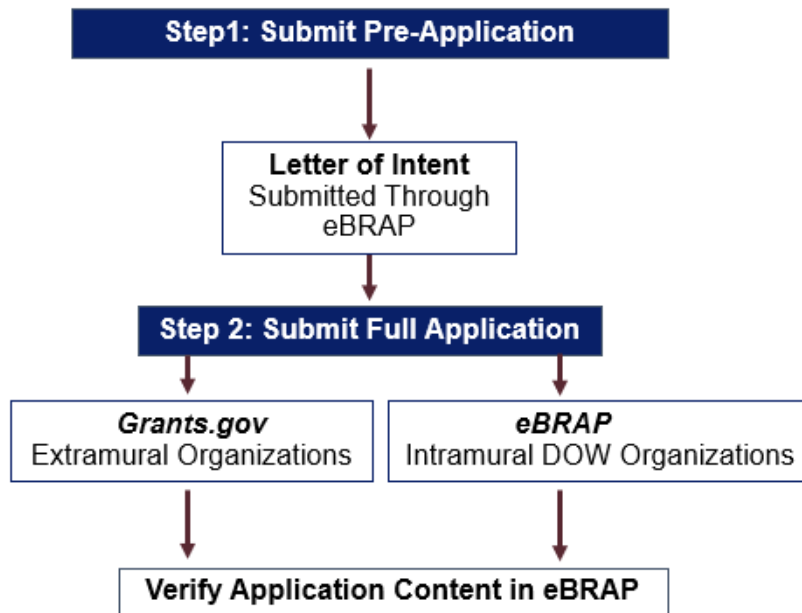 Step1: Submit Pre-Application
Letter of Intent
Submitted Through
eBRAP
Step 2: Submit Full Application
Grants.gov
Extramural Organizations
eBRAP
Intramural DOW Organizations
Verify Application Content in eBRAP